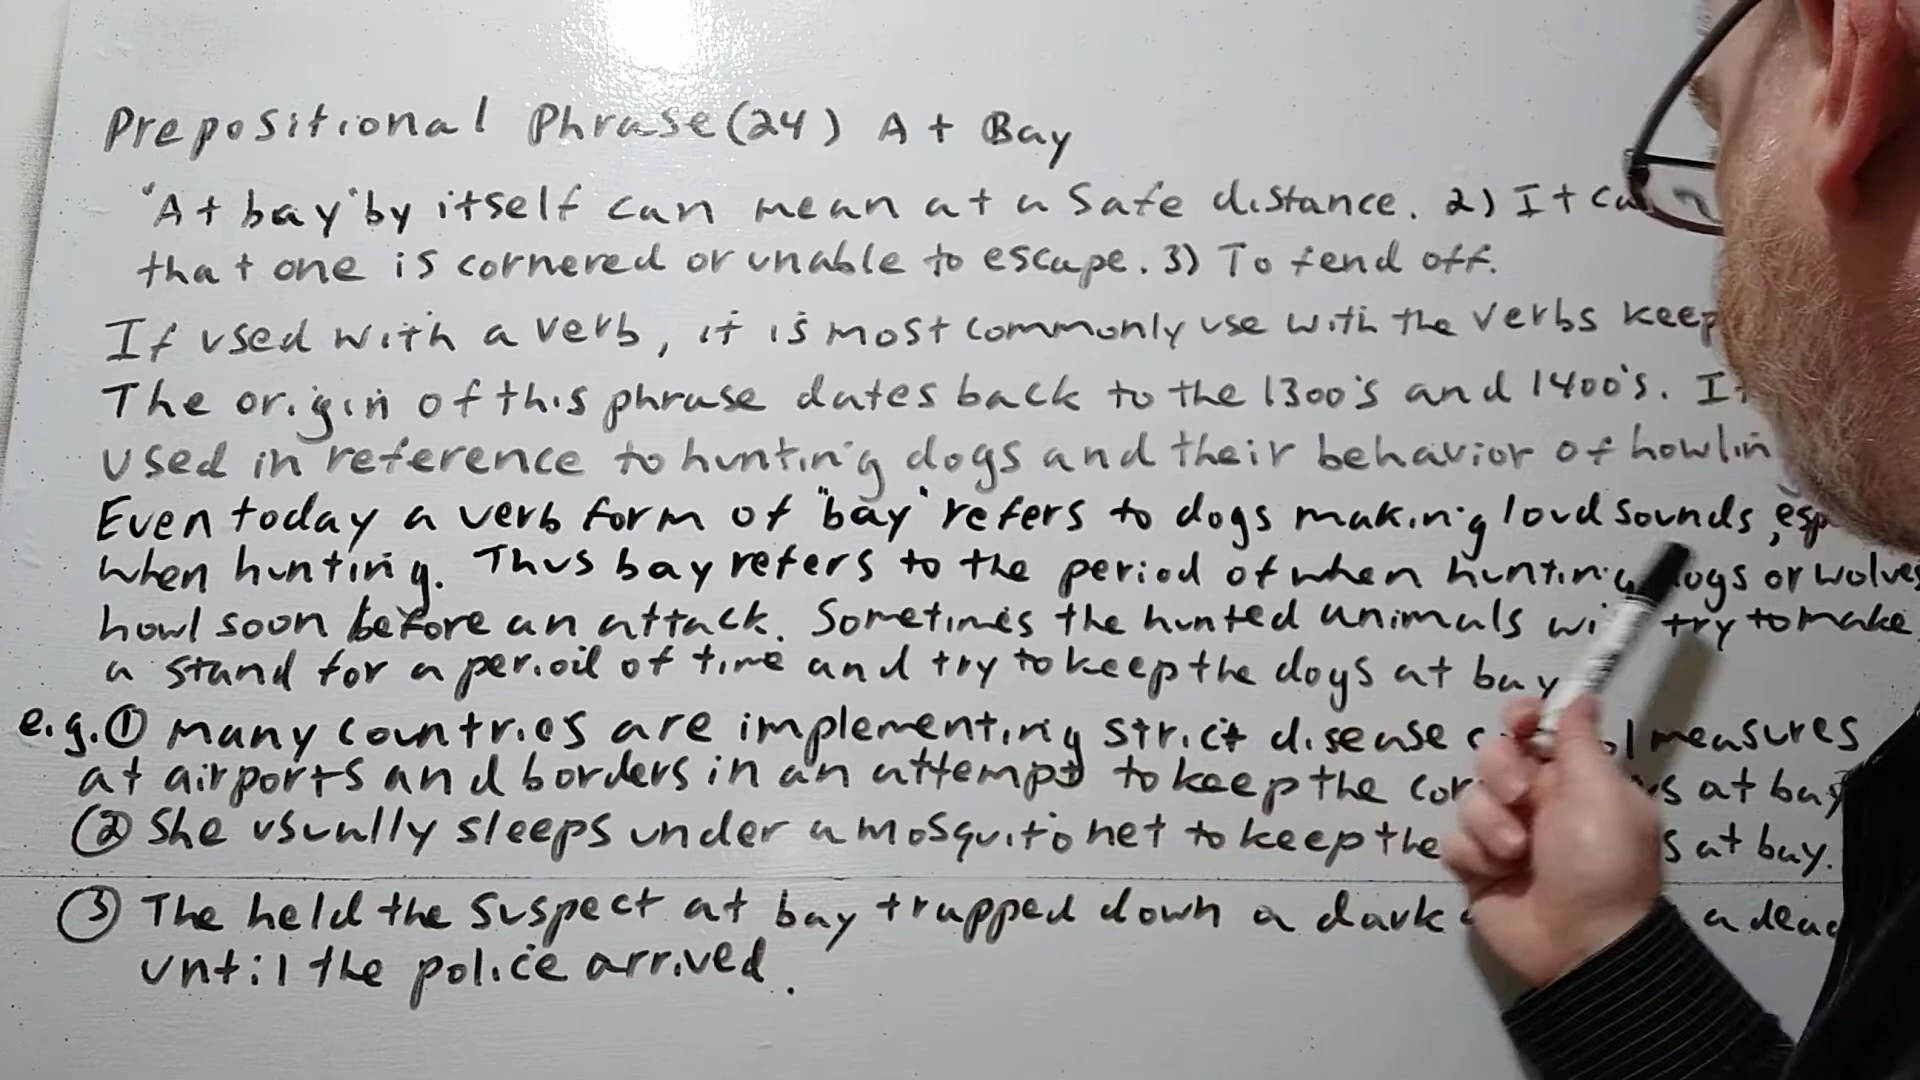 Prepositional Phrase (24) At Bay
"At bay" by itself can mean at a safe distance. 2) It
that one is cornered or unable to escape. 3) To fend off.
If used with a verb, it is most commonly use with the verbs keep
The origin of this phrase dates back to the 1300's and 1400's.
used in reference to hunting dogs and their behavior of
Even today a verb form of "bay" refers to dogs making loud sounds,
when hunting. Thus bay refers to the period of when hunting dogs or wolves
howl soon before an attack. Sometimes the hunted animals will try to make
a stand for a period of time and try to keep the dogs at bay
e.g. ① Many countries are implementing strict disease measures
at airports and borders in an attempt to keep the at bay
② She usually sleeps under a mosquito net to keep the at bay.
③ The held the suspect at bay trapped down a dark a
until the police arrived.